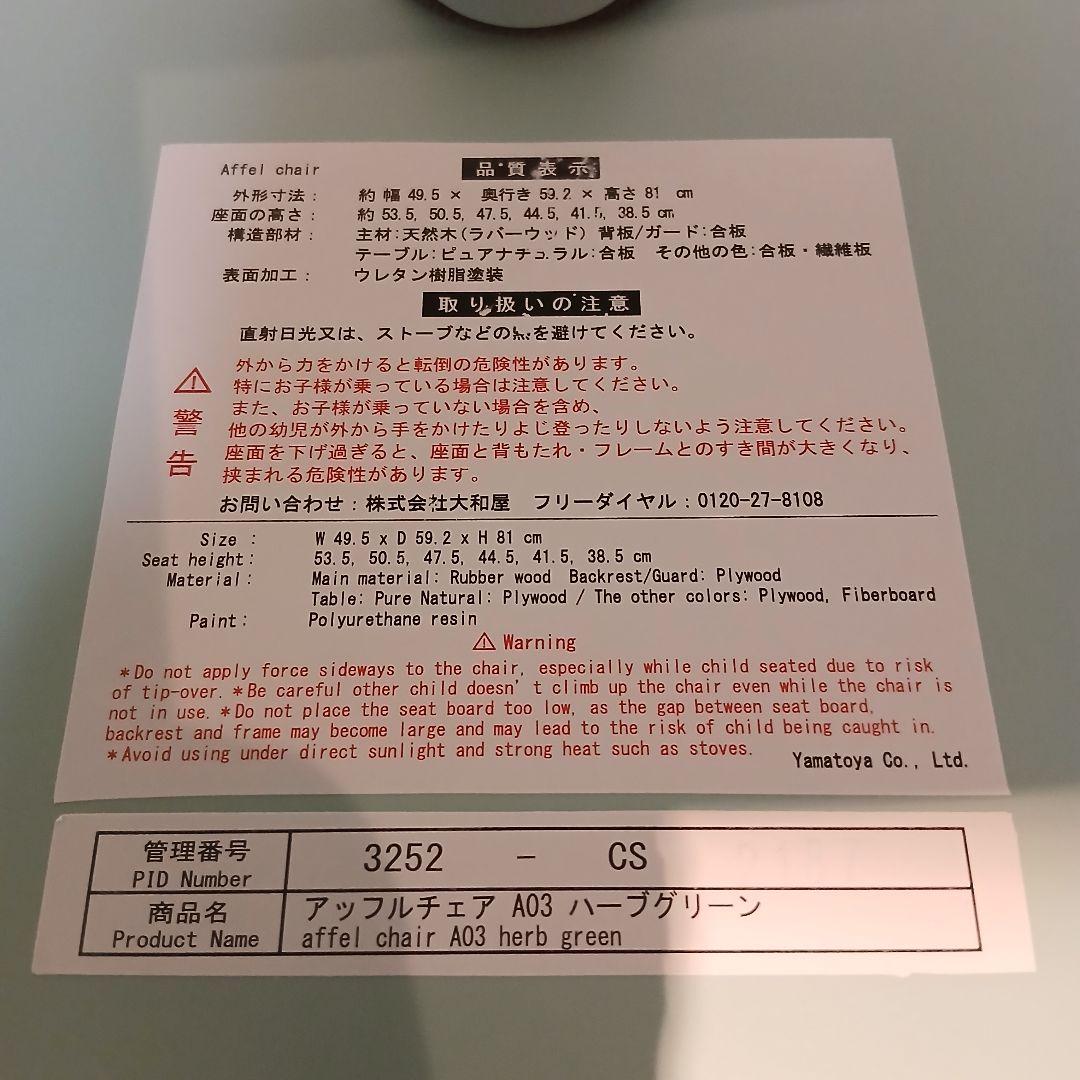 Affel chair 品質表示
外形寸法： 約 幅 49.5 × 奥行き 59.2 × 高さ 81 cm
座面の高さ： 約 53.5, 50.5, 47.5, 44.5, 41.5, 38.5 cm
構造部材： 主材：天然木(ラバーウッド) 背板/ガード：合板
テーブル：ピュアナチュラル：合板 その他の色：合板・繊維板
表面加工： ウレタン樹脂塗装
取り扱いの注意
直射日光又は、ストーブなどの熱を避けてください。
⚠警告
外から力をかけると転倒の危険性があります。
特にお子様が乗っている場合は注意してください。
また、お子様が乗っていない場合を含め、
他の幼児が外から手をかけたりよじ登ったりしないよう注意してください。
座面を下げ過ぎると、座面と背もたれ・フレームとのすき間が大きくなり、
挟まれる危険性があります。
お問い合わせ：株式会社大和屋 フリーダイヤル：0120-27-8108
Size : W 49.5 x D 59.2 x H 81 cm
Seat height: 53.5, 50.5, 47.5, 44.5, 41.5, 38.5 cm
Material: Main material: Rubber wood Backrest/Guard: Plywood
Table: Pure Natural: Plywood / The other colors: Plywood, Fiberboard
Paint: Polyurethane resin
⚠ Warning
＊Do not apply force sideways to the chair, especially while child seated due to risk
of tip-over. ＊Be careful other child doesn't climb up the chair even while the chair is
not in use. ＊Do not place the seat board too low, as the gap between seat board,
backrest and frame may become large and may lead to the risk of child being caught in.
＊Avoid using under direct sunlight and strong heat such as stoves.
Yamatoya Co., Ltd.
管理番号 3252 - CS
PID Number
商品名 アッフルチェア A03 ハーブグリーン
Product Name affel chair A03 herb green